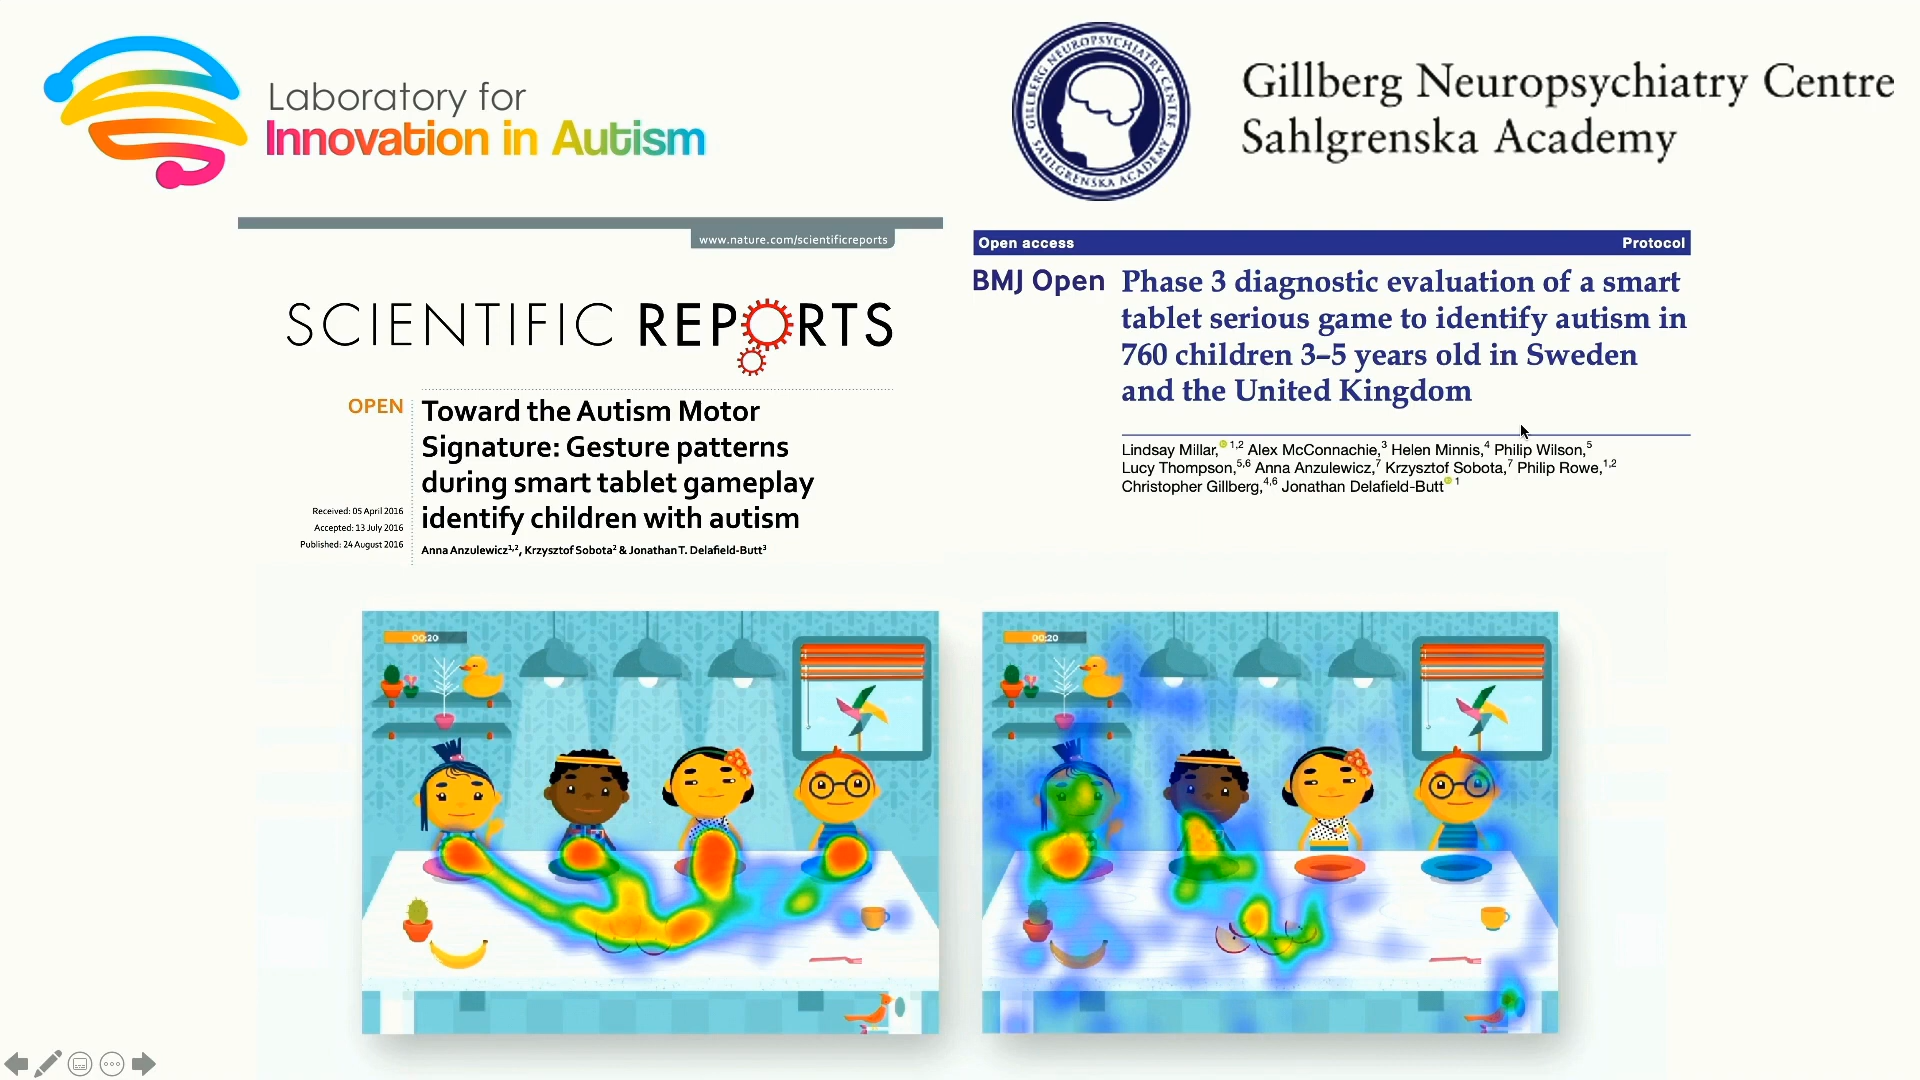 Laboratory for
Innovation in Autism
GILLBERG NEUROPSYCHIATRY CENTRE
SAHLGRENSKA ACADEMY
Gillberg Neuropsychiatry Centre
Sahlgrenska Academy
www.nature.com/scientificreports
SCIENTIFIC REPORTS
OPEN
Toward the Autism Motor
Signature: Gesture patterns
during smart tablet gameplay
identify children with autism
Received: 05 April 2016
Accepted: 13 July 2016
Published: 24 August 2016
Anna Anzulewicz1,2, Krzysztof Sobota2 & Jonathan T. Delafield-Butt3
Open access
Protocol
BMJ Open
Phase 3 diagnostic evaluation of a smart
tablet serious game to identify autism in
760 children 3–5 years old in Sweden
and the United Kingdom
Lindsay Millar,1,2 Alex McConnachie,3 Helen Minnis,4 Philip Wilson,5
Lucy Thompson,5,6 Anna Anzulewicz,7 Krzysztof Sobota,7 Philip Rowe,1,2
Christopher Gillberg,4,6 Jonathan Delafield-Butt1
00:20
00:20